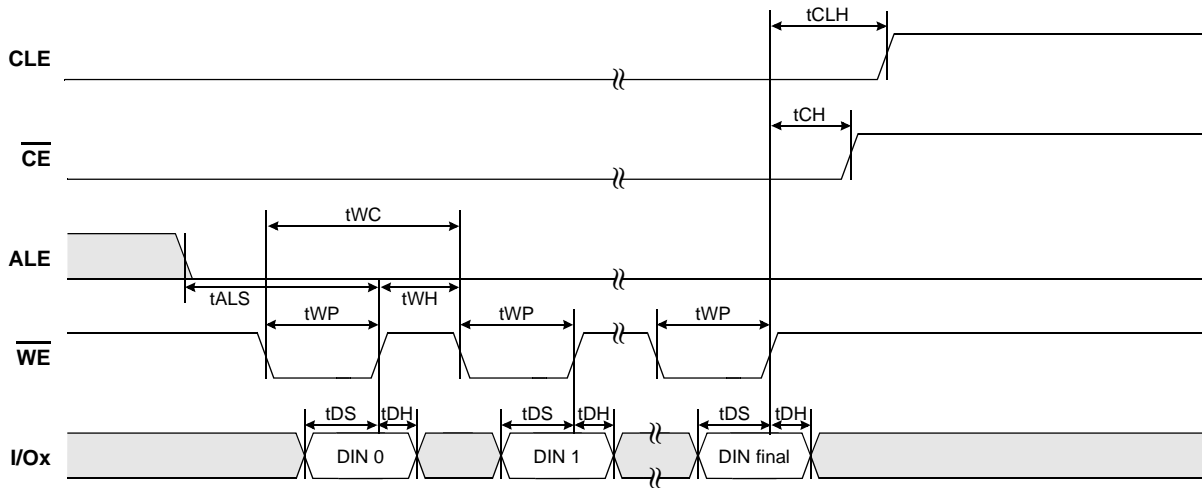 tCLH
CLE
tCH
CE
tWC
ALE
tALS
tWH
tWP
tWP
tWP
WE
tDS
tDH
tDS
tDH
tDS
tDH
I/Ox
DIN 0
DIN 1
DIN final